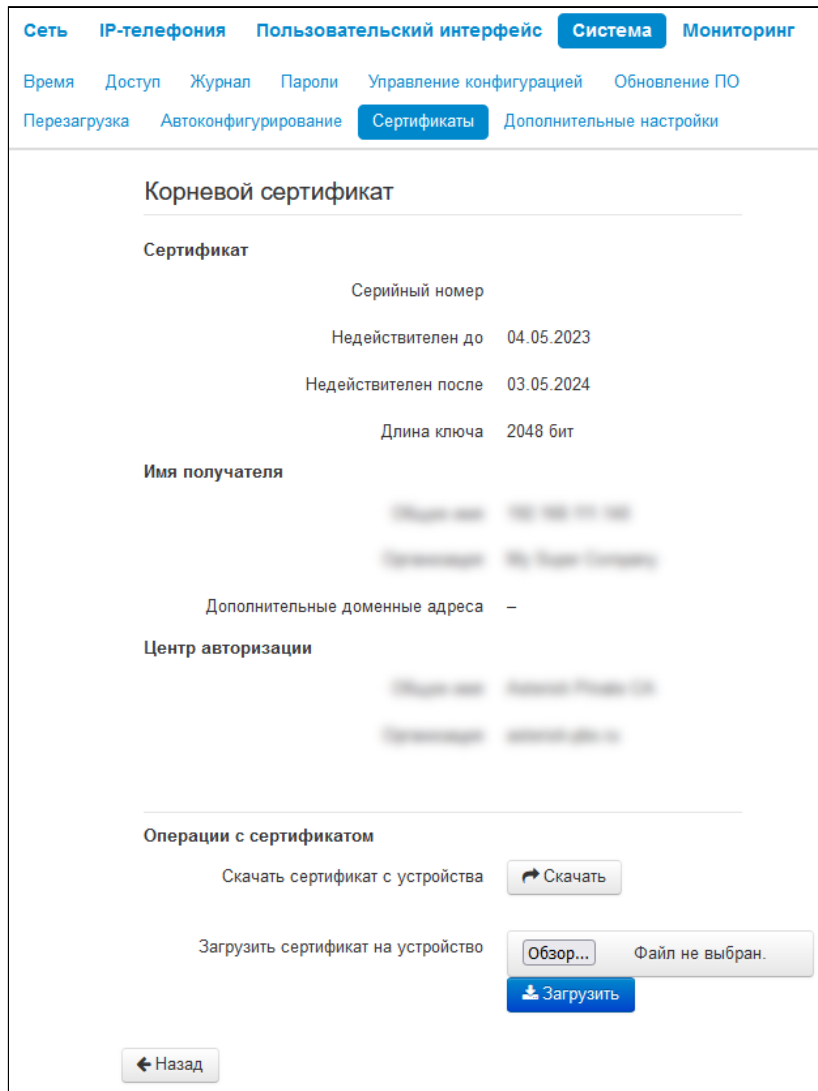 Сеть IP-телефония Пользовательский интерфейс Система Мониторинг
Время Доступ Журнал Пароли Управление конфигурацией Обновление ПО
Перезагрузка Автоконфигурирование Сертификаты Дополнительные настройки
Корневой сертификат
Сертификат
Серийный номер
Недействителен до 04.05.2023
Недействителен после 03.05.2024
Длина ключа 2048 бит
Имя получателя
Дополнительные доменные адреса –
Центр авторизации
Операции с сертификатом
Скачать сертификат с устройства Скачать
Загрузить сертификат на устройство Обзор... Файл не выбран.
Загрузить
Назад